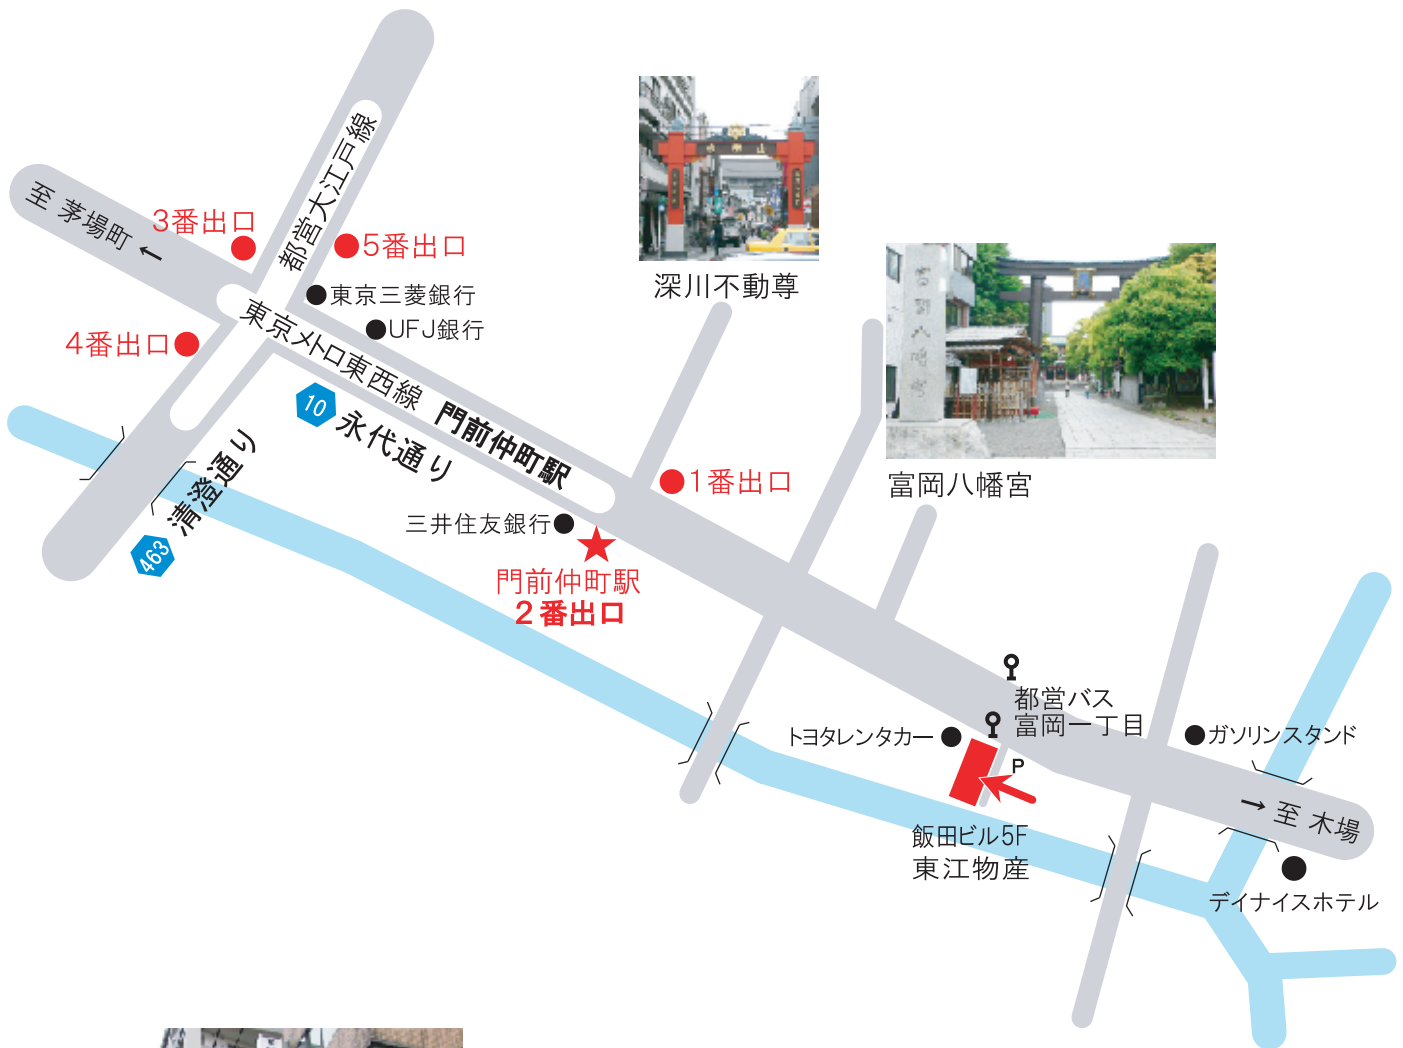 都営大江戸線
至 茅場町 ←
3番出口
5番出口
東京三菱銀行
UFJ銀行
4番出口
東京メトロ東西線 門前仲町駅
10 永代通り
463 清澄通り
深川不動尊
富岡八幡宮
富岡八幡宮
1番出口
三井住友銀行
門前仲町駅
2番出口
都営バス
富岡一丁目
トヨタレンタカー
P
ガソリンスタンド
→ 至 木場
飯田ビル5F
東江物産
デイナイスホテル